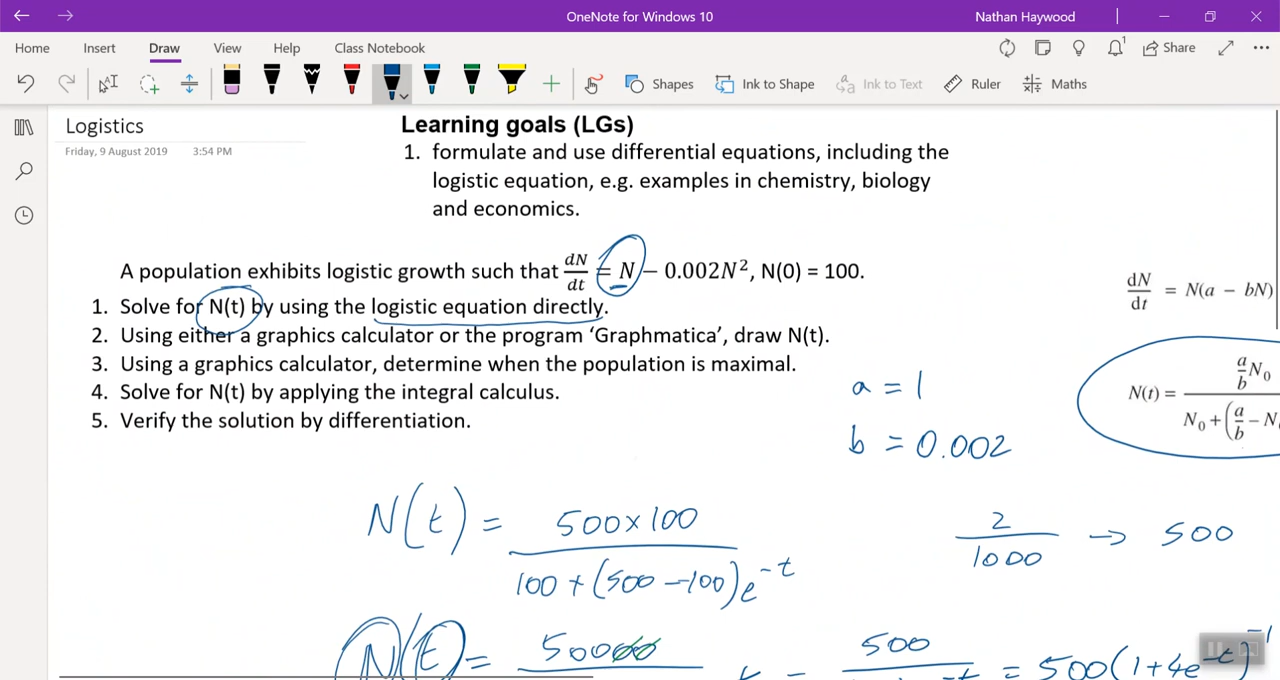 OneNote for Windows 10
Nathan Haywood
Home Insert Draw View Help Class Notebook
1
Share
Shapes Ink to Shape Ink to Text Ruler Maths
Logistics
Friday, 9 August 2019 3:54 PM
Learning goals (LGs)
1. formulate and use differential equations, including the
logistic equation, e.g. examples in chemistry, biology
and economics.
A population exhibits logistic growth such that dN/dt = N − 0.002N², N(0) = 100.
1. Solve for N(t) by using the logistic equation directly.
2. Using either a graphics calculator or the program ‘Graphmatica’, draw N(t).
3. Using a graphics calculator, determine when the population is maximal.
4. Solve for N(t) by applying the integral calculus.
5. Verify the solution by differentiation.
dN/dt = N(a − bN)
N(t) = a/b N₀
N₀ + (a/b − N
a = 1
b = 0.002
N(t) = 500 × 100 / 100 + (500 − 100)e^-t
2/1000 → 500
N(t) = 50000
500
= 500(1+4e^-t)^-1